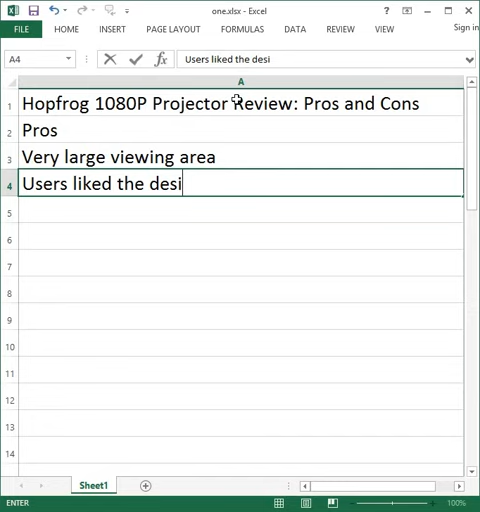 one.xlsx - Excel
?
FILE HOME INSERT PAGE LAYOUT FORMULAS DATA REVIEW VIEW Sign in
A4 fx Users liked the desi
A
1 Hopfrog 1080P Projector Review: Pros and Cons
2 Pros
3 Very large viewing area
4 Users liked the desi
5
6
7
8
9
10
11
12
13
14
Sheet1
ENTER 100%